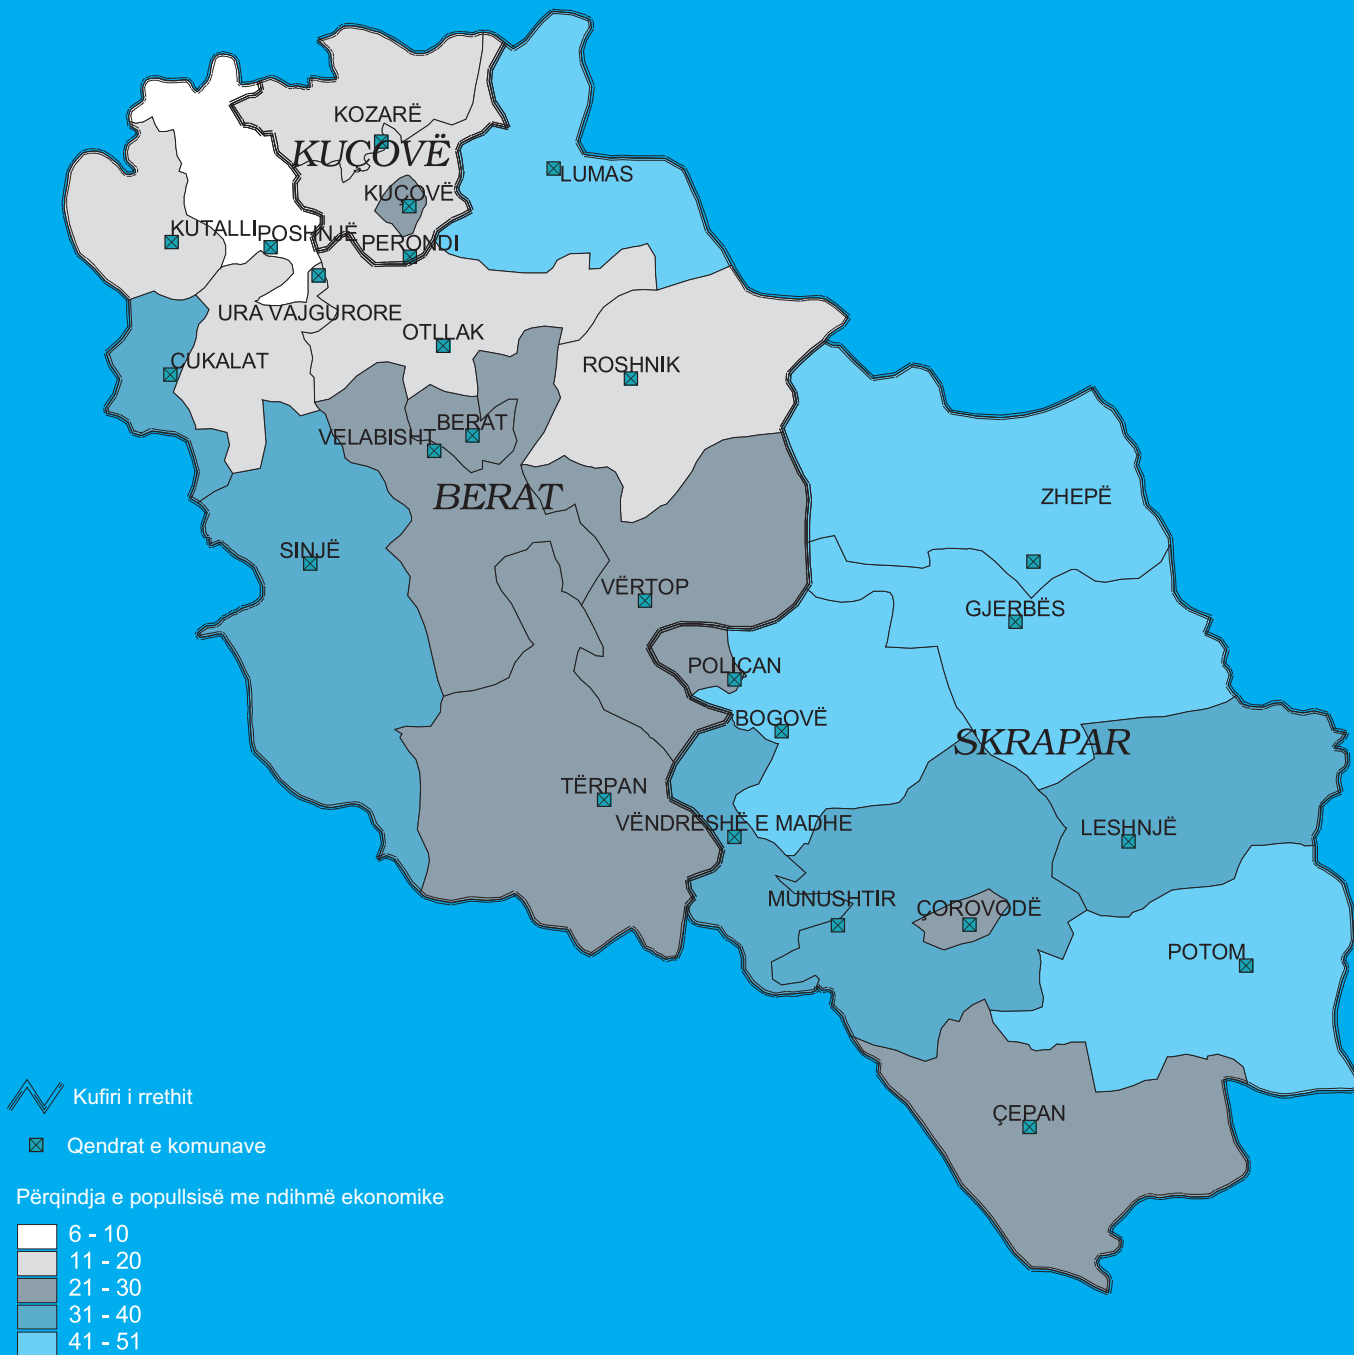 KOZARË
KUÇOVË
LUMAS
KUÇOVË
KUTALLI
POSHNJË
PERONDI
URA VAJGURORE
OTLLAK
CUKALAT
ROSHNIK
BERAT
VELABISHT
BERAT
ZHEPË
SINJË
VËRTOP
GJERBËS
POLIÇAN
BOGOVË
SKRAPAR
TËRPAN
VËNDRESHË E MADHE
LESHNJË
MUNUSHTIR
ÇOROVODË
POTOM
ÇEPAN
Kufiri i rrethit
Qendrat e komunave
Përqindja e popullsisë me ndihmë ekonomike
6 - 10
11 - 20
21 - 30
31 - 40
41 - 51